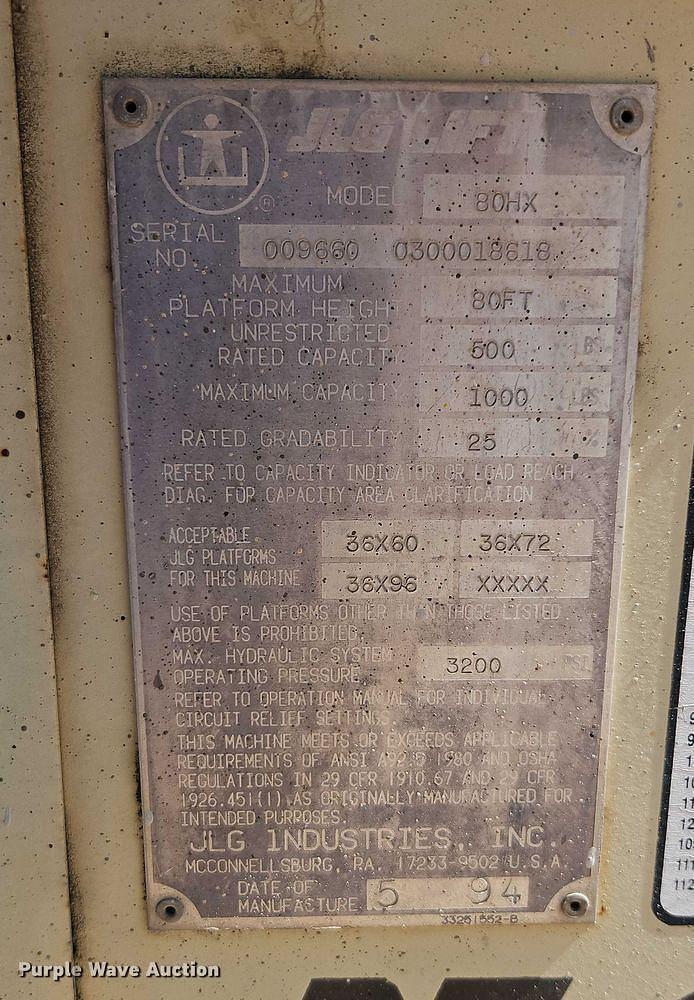 JLG LIFT
®
MODEL 80HX
SERIAL NO. 009660 0300018618
MAXIMUM PLATFORM HEIGHT 80FT
UNRESTRICTED RATED CAPACITY 500 LBS
MAXIMUM CAPACITY 1000 LBS
RATED GRADABILITY 25 %
REFER TO CAPACITY INDICATOR OR LOAD REACH
DIAG. FOR CAPACITY AREA CLARIFICATION
ACCEPTABLE 36X60 36X72
JLG PLATFORMS
FOR THIS MACHINE 36X96 XXXXX
USE OF PLATFORMS OTHER THAN THOSE LISTED
ABOVE IS PROHIBITED.
MAX. HYDRAULIC SYSTEM
OPERATING PRESSURE 3200 PSI
REFER TO OPERATION MANUAL FOR INDIVIDUAL
CIRCUIT RELIEF SETTINGS.
THIS MACHINE MEETS OR EXCEEDS APPLICABLE
REQUIREMENTS OF ANSI A92.5 1980 AND OSHA
REGULATIONS IN 29 CFR 1910.67 AND 29 CFR
1926.451(1) AS ORIGINALLY MANUFACTURED FOR
INTENDED PURPOSES.
JLG INDUSTRIES, INC.
MCCONNELLSBURG, PA. 17233-9502 U.S.A.
DATE OF MANUFACTURE 5 94
33251552-B
Purple Wave Auction